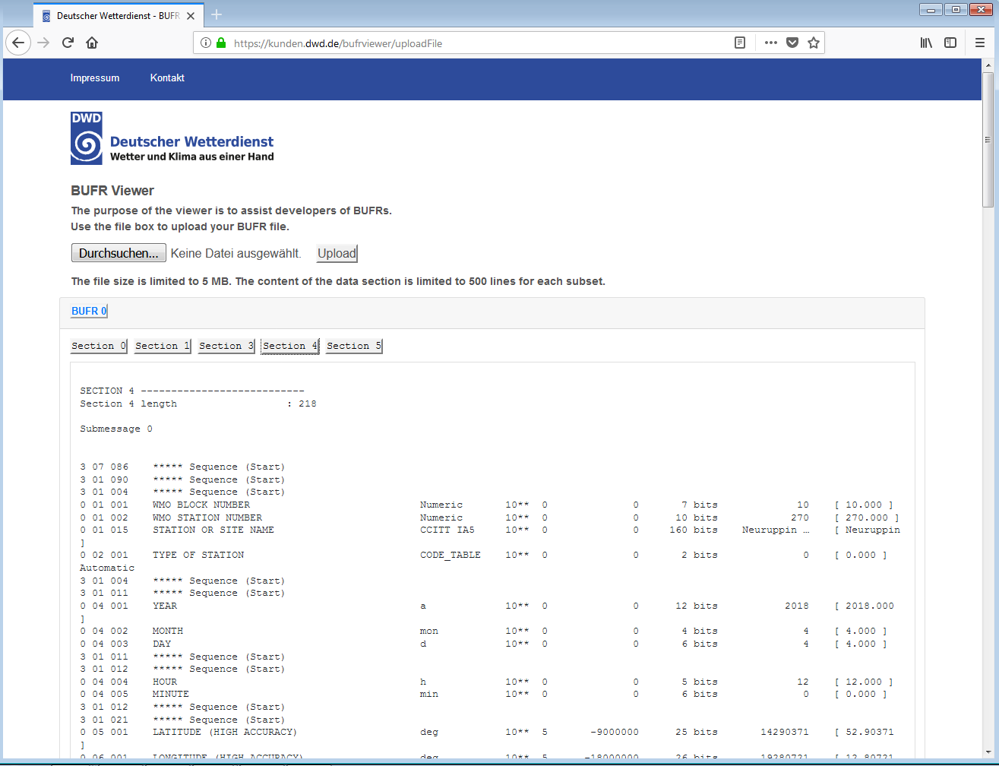 Deutscher Wetterdienst - BUFR
https://kunden.dwd.de/bufrviewer/uploadFile
Impressum Kontakt
DWD
Deutscher Wetterdienst
Wetter und Klima aus einer Hand
BUFR Viewer
The purpose of the viewer is to assist developers of BUFRs.
Use the file box to upload your BUFR file.
Durchsuchen... Keine Datei ausgewählt. Upload
The file size is limited to 5 MB. The content of the data section is limited to 500 lines for each subset.
BUFR 0
Section 0 Section 1 Section 3 Section 4 Section 5
SECTION 4 ---------------------------
Section 4 length : 218
Submessage 0
3 07 086 ***** Sequence (Start)
3 01 090 ***** Sequence (Start)
3 01 004 ***** Sequence (Start)
0 01 001 WMO BLOCK NUMBER Numeric 10** 0 0 7 bits 10 [ 10.000 ]
0 01 002 WMO STATION NUMBER Numeric 10** 0 0 10 bits 270 [ 270.000 ]
0 01 015 STATION OR SITE NAME CCITT IA5 10** 0 0 160 bits Neuruppin … [ Neuruppin
]
0 02 001 TYPE OF STATION CODE_TABLE 10** 0 0 2 bits 0 [ 0.000 ]
Automatic
3 01 004 ***** Sequence (Start)
3 01 011 ***** Sequence (Start)
0 04 001 YEAR a 10** 0 0 12 bits 2018 [ 2018.000
]
0 04 002 MONTH mon 10** 0 0 4 bits 4 [ 4.000 ]
0 04 003 DAY d 10** 0 0 6 bits 4 [ 4.000 ]
3 01 011 ***** Sequence (Start)
3 01 012 ***** Sequence (Start)
0 04 004 HOUR h 10** 0 0 5 bits 12 [ 12.000 ]
0 04 005 MINUTE min 10** 0 0 6 bits 0 [ 0.000 ]
3 01 012 ***** Sequence (Start)
3 01 021 ***** Sequence (Start)
0 05 001 LATITUDE (HIGH ACCURACY) deg 10** 5 -9000000 25 bits 14290371 [ 52.90371
]
0 06 001 LONGITUDE (HIGH ACCURACY) deg 10** 5 -18000000 26 bits 19280721 [ 12.80721